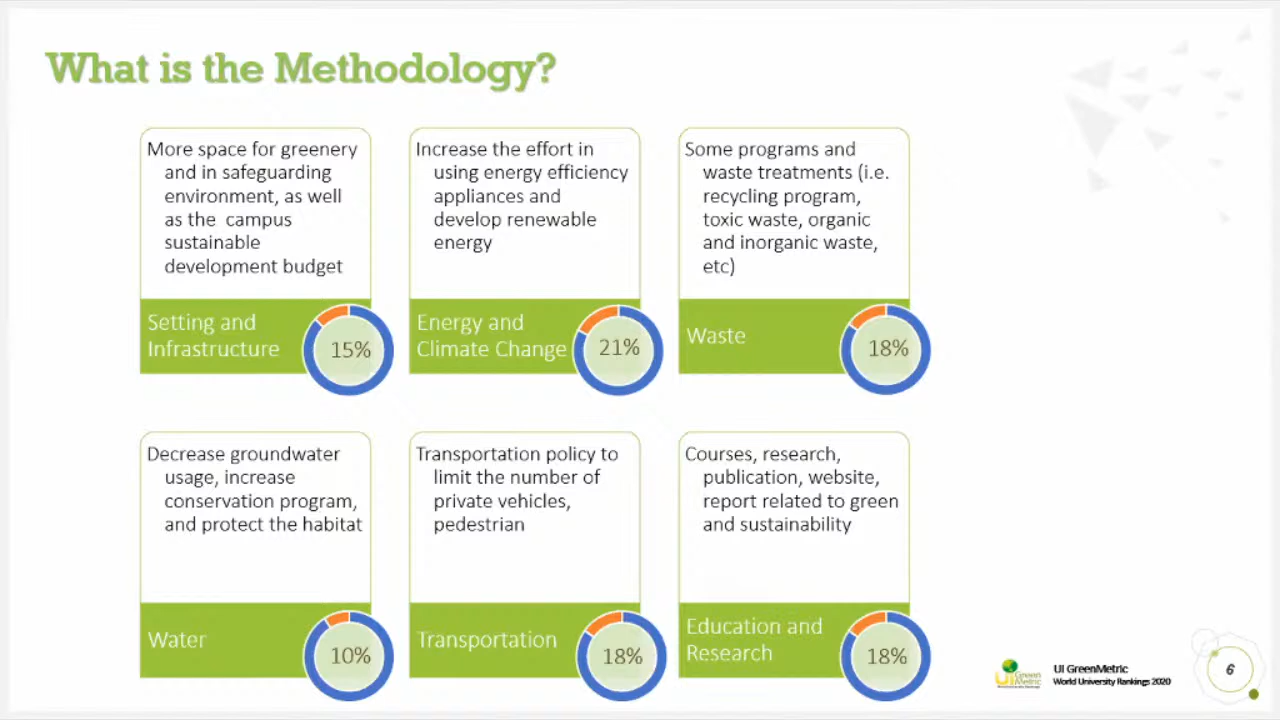 What is the Methodology?
More space for greenery
and in safeguarding
environment, as well
as the campus
sustainable
development budget
Setting and
Infrastructure
15%
Increase the effort in
using energy efficiency
appliances and
develop renewable
energy
Energy and
Climate Change
21%
Some programs and
waste treatments (i.e.
recycling program,
toxic waste, organic
and inorganic waste,
etc)
Waste
18%
Decrease groundwater
usage, increase
conservation program,
and protect the habitat
Water
10%
Transportation policy to
limit the number of
private vehicles,
pedestrian
Transportation
18%
Courses, research,
publication, website,
report related to green
and sustainability
Education and
Research
18%
UI Green
Metric
UI GreenMetric
World University Rankings 2020
6